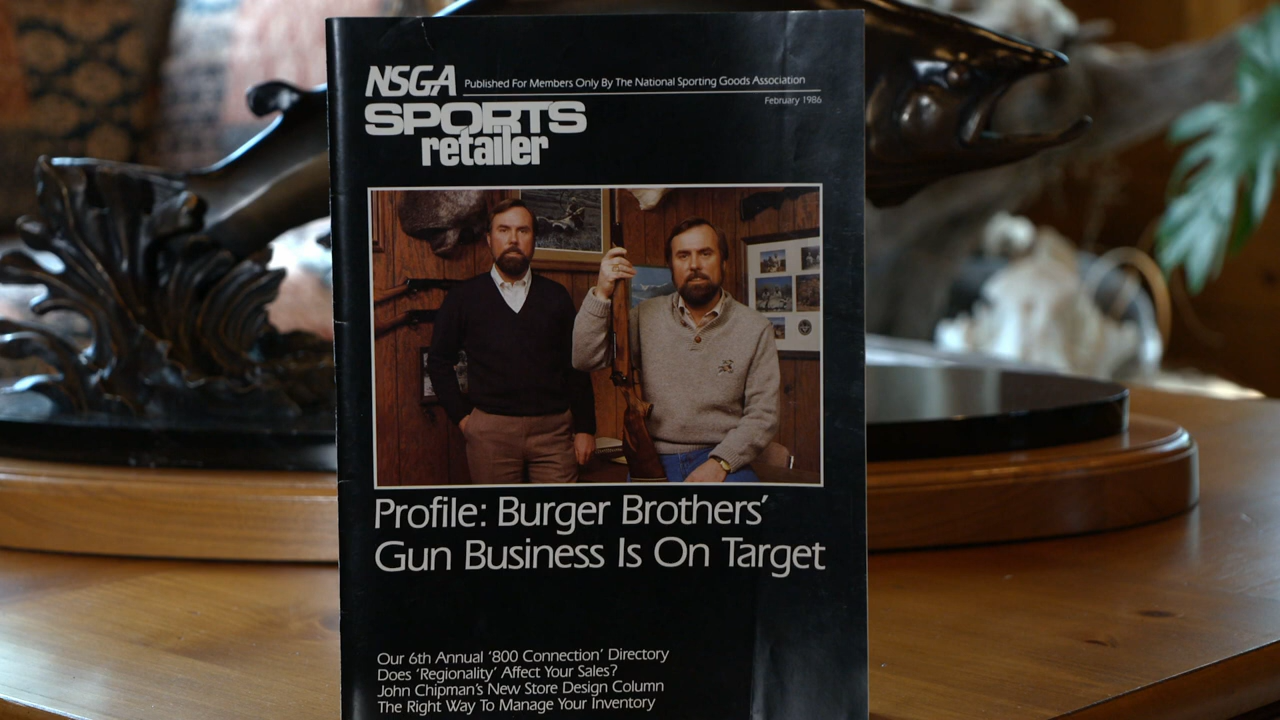 NSGA Published For Members Only By The National Sporting Goods Association
February 1986
SPORTS
retailer
Profile: Burger Brothers'
Gun Business Is On Target
Our 6th Annual '800 Connection' Directory
Does 'Regionality' Affect Your Sales?
John Chipman's New Store Design Column
The Right Way To Manage Your Inventory